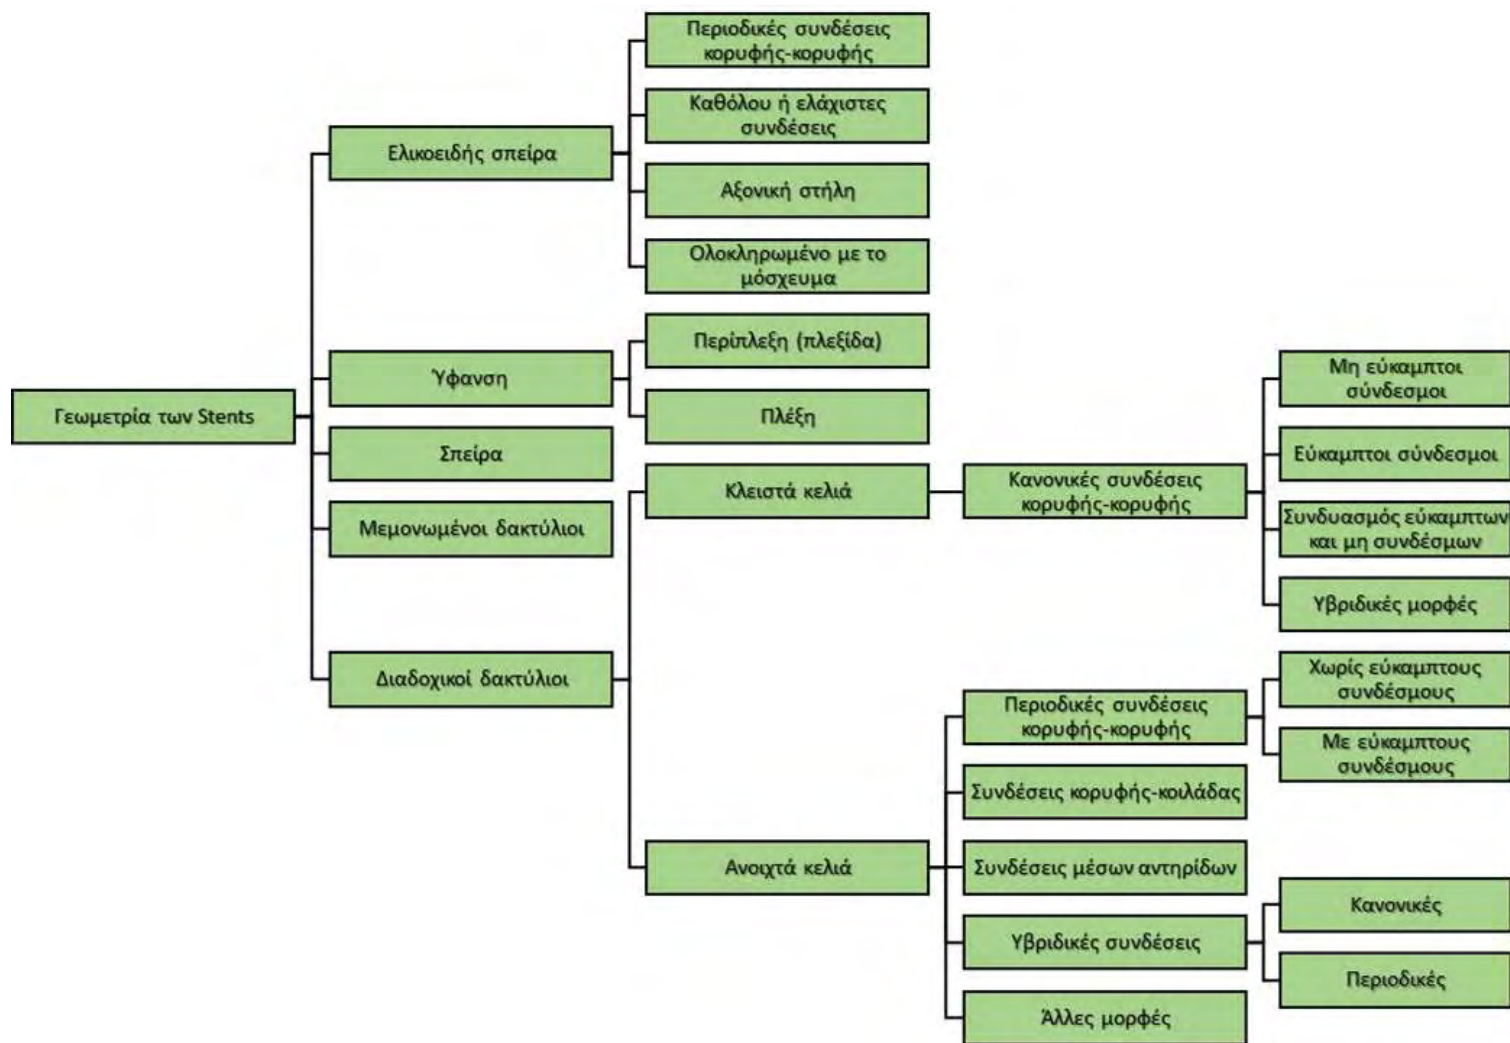 Γεωμετρία των Stents
Ελικοειδής σπείρα
Περιοδικές συνδέσεις
κορυφής-κορυφής
Καθόλου ή ελάχιστες
συνδέσεις
Αξονική στήλη
Ολοκληρωμένο με το
μόσχευμα
Ύφανση
Περίπλεξη (πλεξίδα)
Πλέξη
Σπείρα
Μεμονωμένοι δακτύλιοι
Διαδοχικοί δακτύλιοι
Κλειστά κελιά
Κανονικές συνδέσεις
κορυφής-κορυφής
Μη εύκαμπτοι
σύνδεσμοι
Εύκαμπτοι σύνδεσμοι
Συνδυασμός εύκαμπτων
και μη συνδέσμων
Υβριδικές μορφές
Ανοιχτά κελιά
Περιοδικές συνδέσεις
κορυφής-κορυφής
Χωρίς εύκαμπτους
συνδέσμους
Με εύκαμπτους
συνδέσμους
Συνδέσεις κορυφής-κοιλάδας
Συνδέσεις μέσων αντηρίδων
Υβριδικές συνδέσεις
Κανονικές
Περιοδικές
Άλλες μορφές